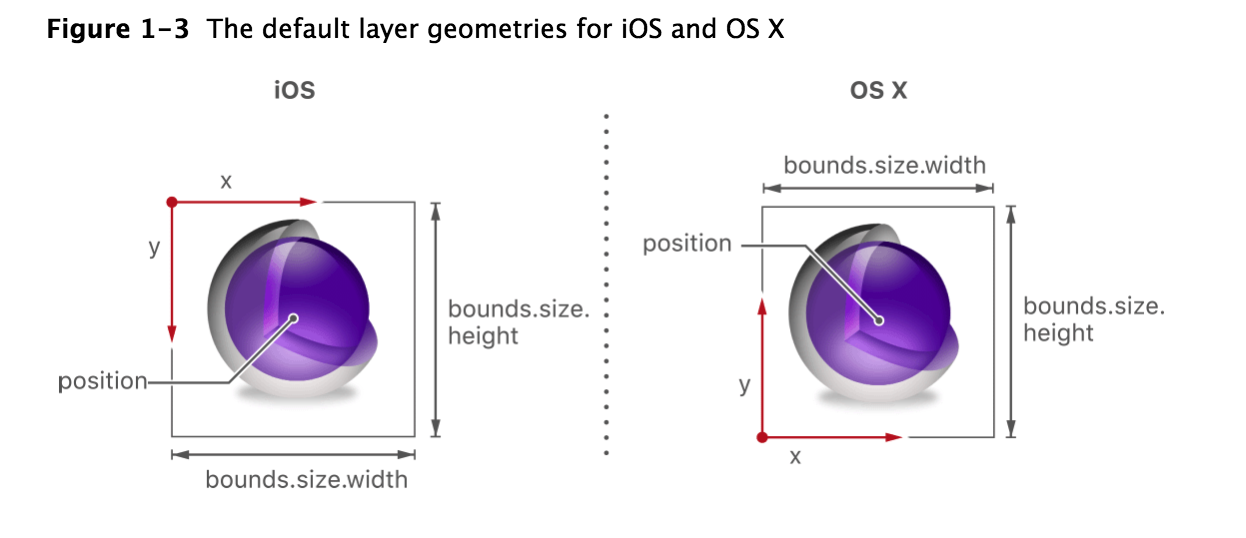 Figure 1-3 The default layer geometries for iOS and OS X
iOS
x
y
bounds.size.
height
position
bounds.size.width
OS X
bounds.size.width
position
bounds.size.
height
y
x